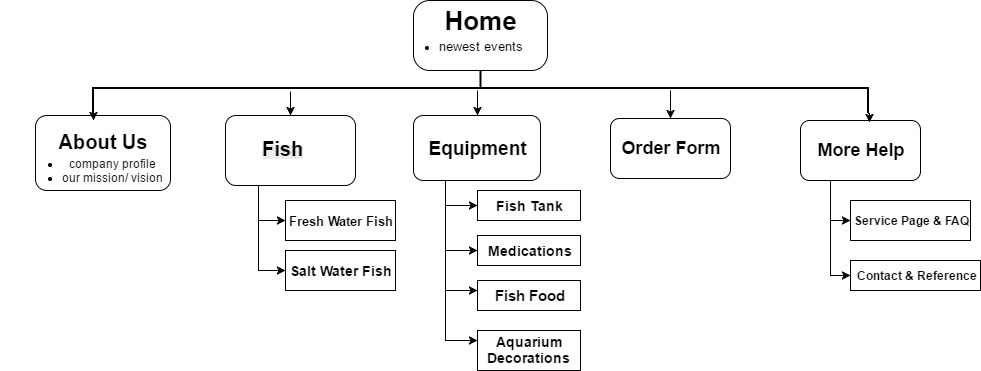 Home
• newest events
About Us
• company profile
• our mission/ vision
Fish
Equipment
Order Form
More Help
Fresh Water Fish
Salt Water Fish
Fish Tank
Medications
Fish Food
Aquarium
Decorations
Service Page & FAQ
Contact & Reference